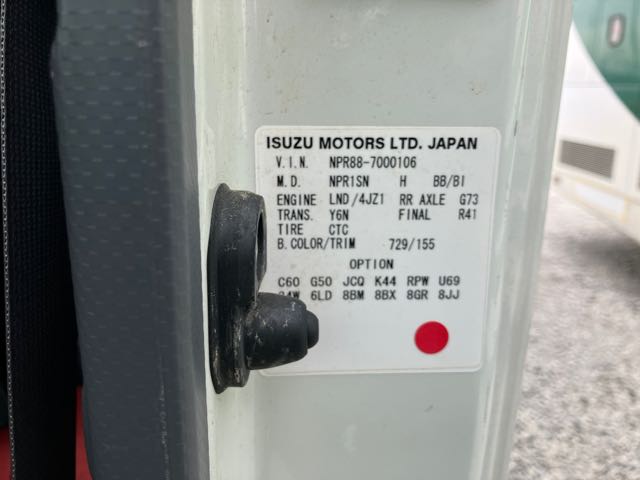 ISUZU MOTORS LTD. JAPAN
V.I.N. NPR88-7000106
M.D. NPR1SN H BB/BI
ENGINE LND/4JZ1 RR AXLE G73
TRANS. Y6N FINAL R41
TIRE CTC
B.COLOR/TRIM 729/155
OPTION
C60 G50 JCQ K44 RPW U69
6LD 8BM 8BX 8GR 8JJ